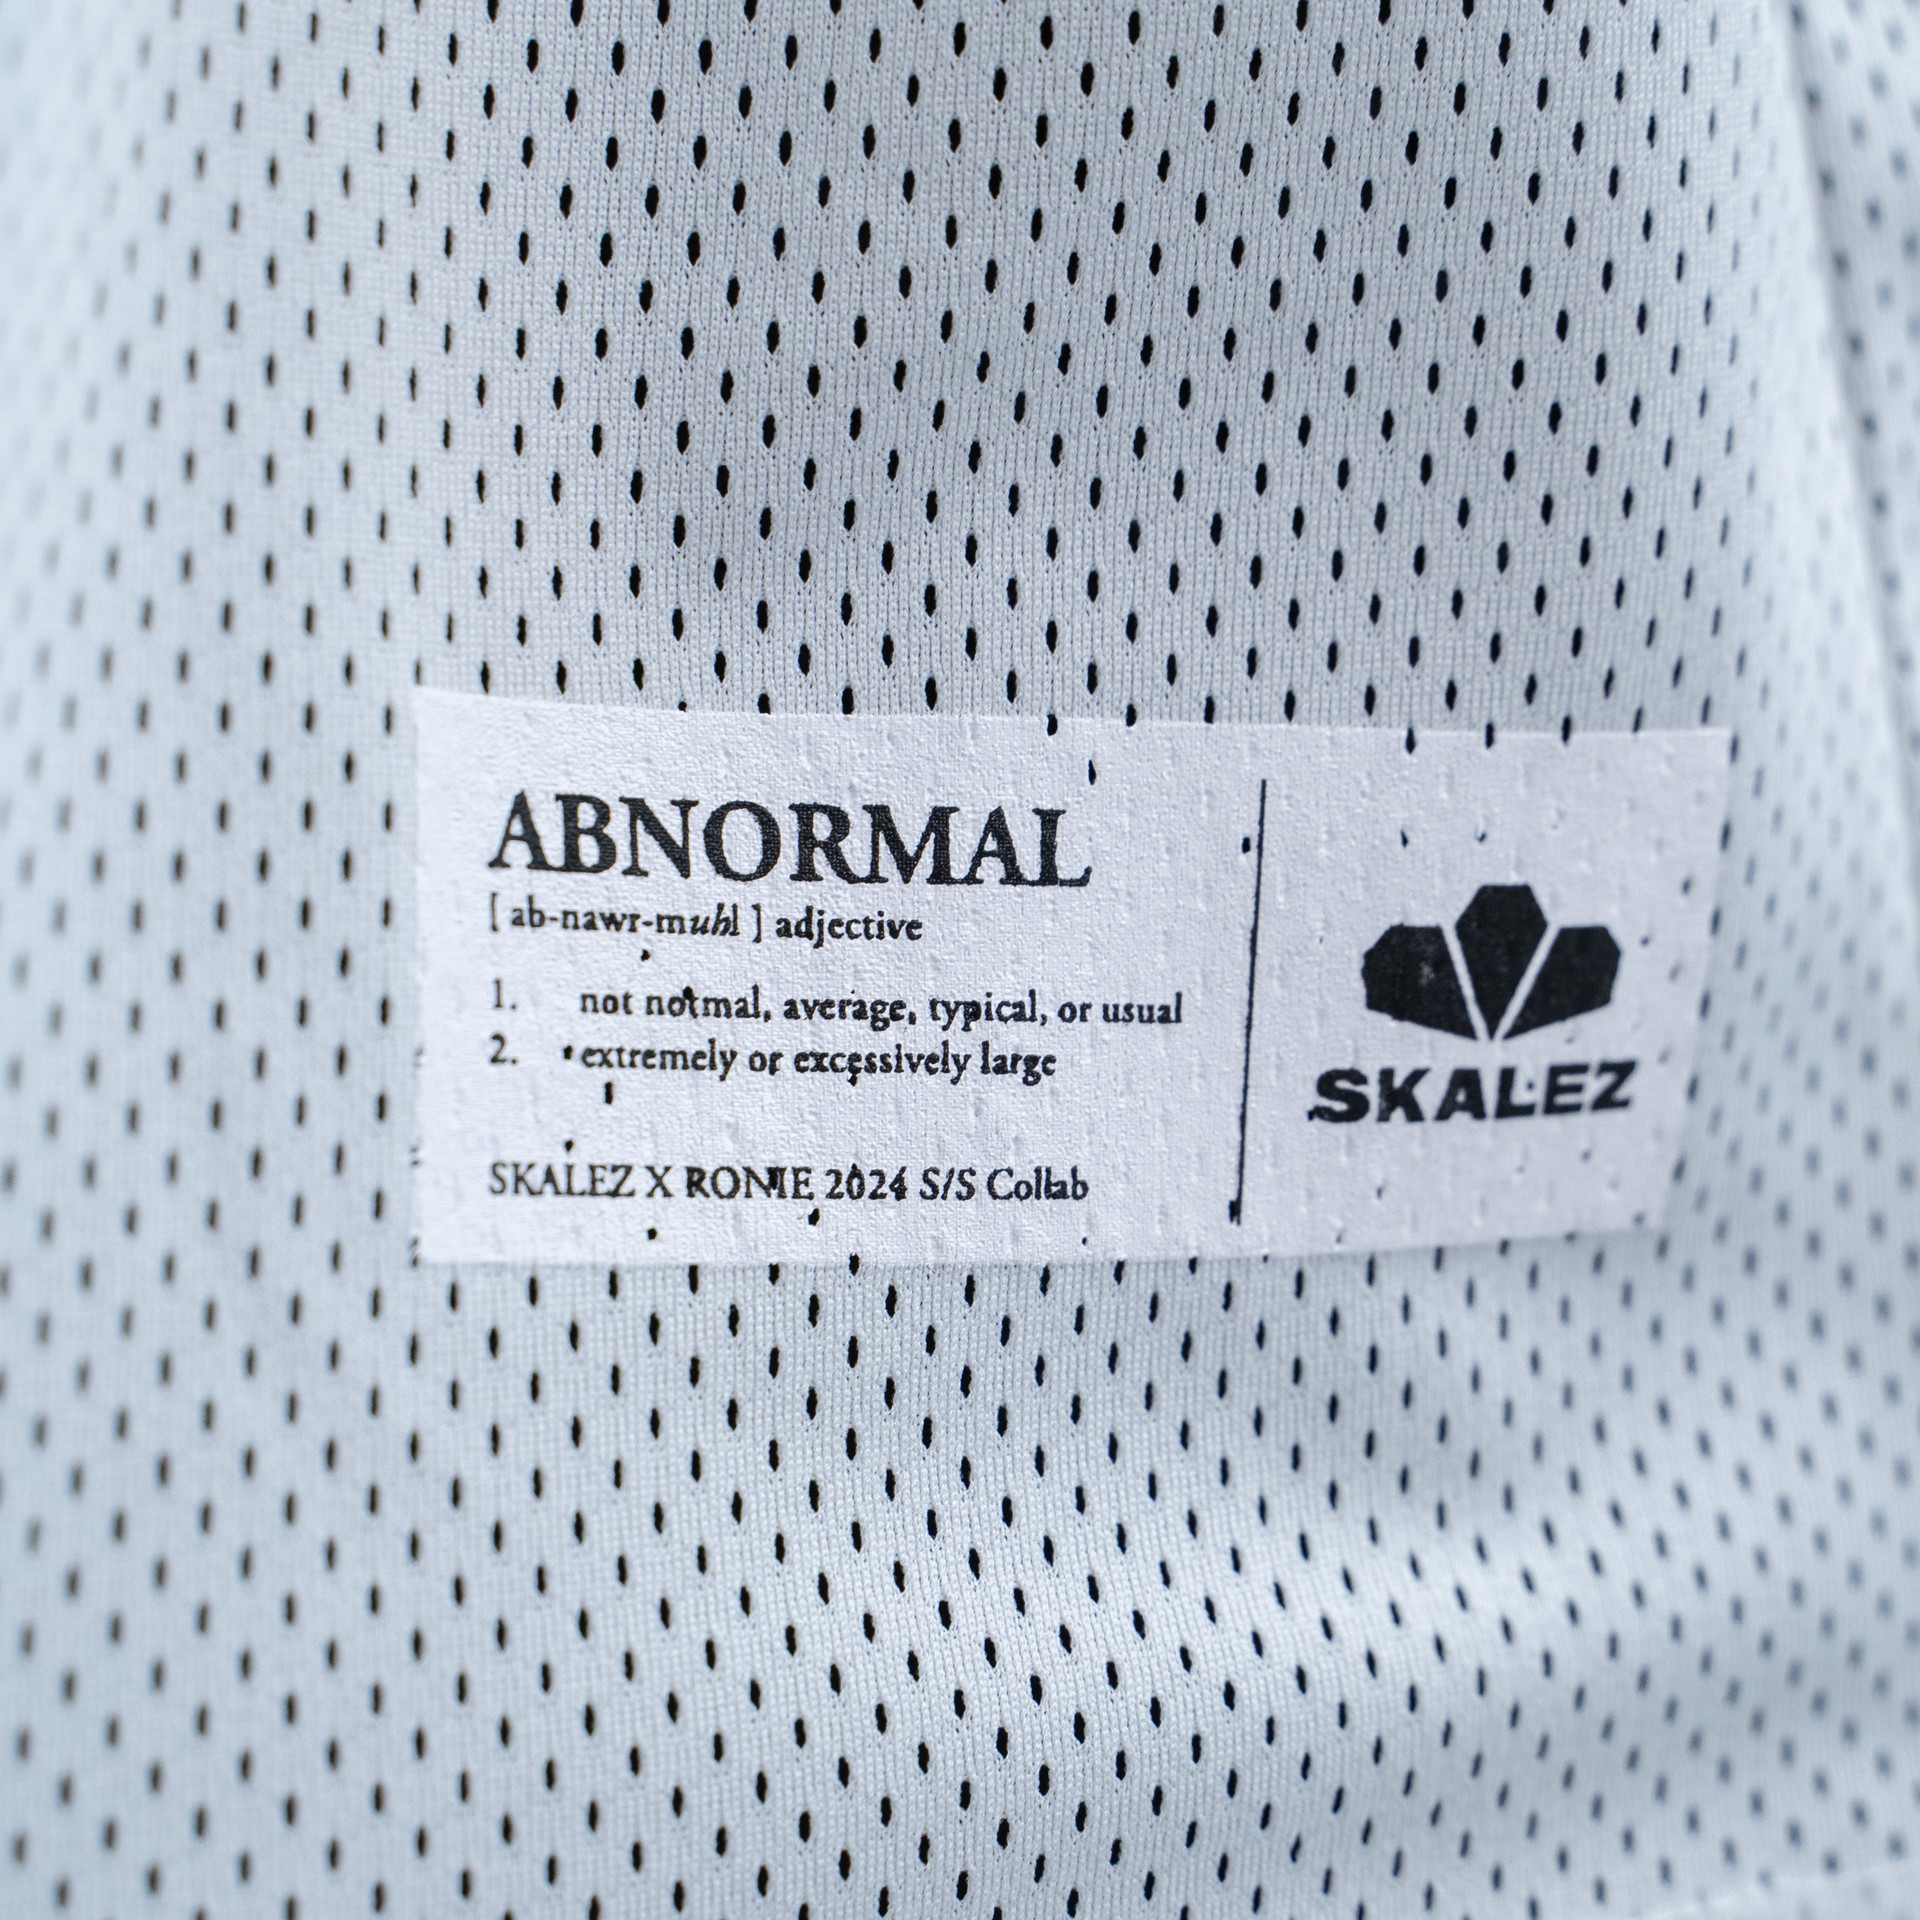 ABNORMAL
[ ab-nawr-muhl ] adjective
1. not normal, average, typical, or usual
2. extremely or excessively large
SKALEZ X RONIE 2024 S/S Collab
SKALEZ